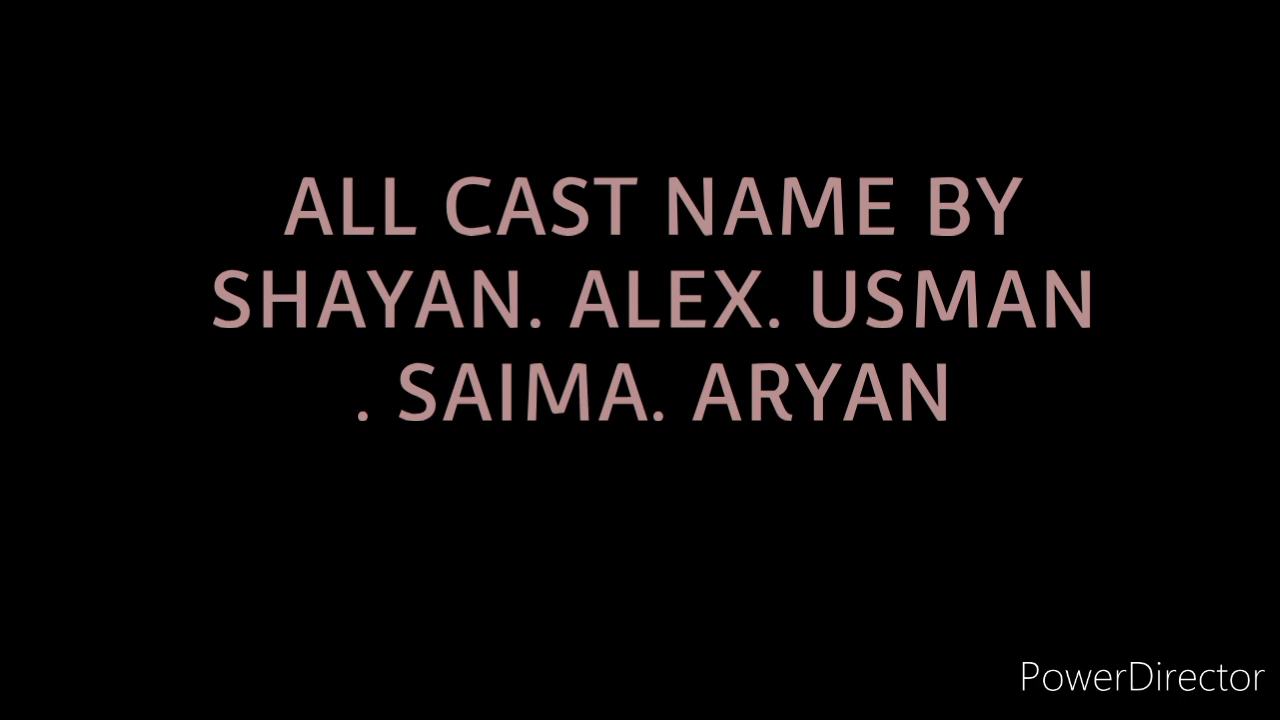 ALL CAST NAME BY
SHAYAN. ALEX. USMAN
. SAIMA. ARYAN
PowerDirector